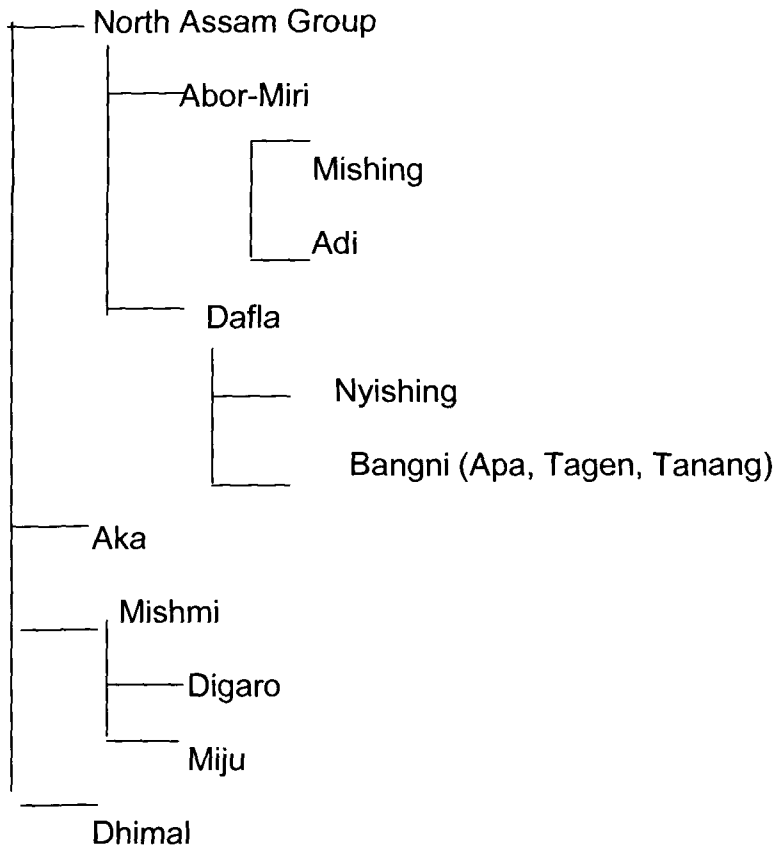 North Assam Group
Abor-Miri
Mishing
Adi
Dafla
Nyishing
Bangni (Apa, Tagen, Tanang)
Aka
Mishmi
Digaro
Miju
Dhimal